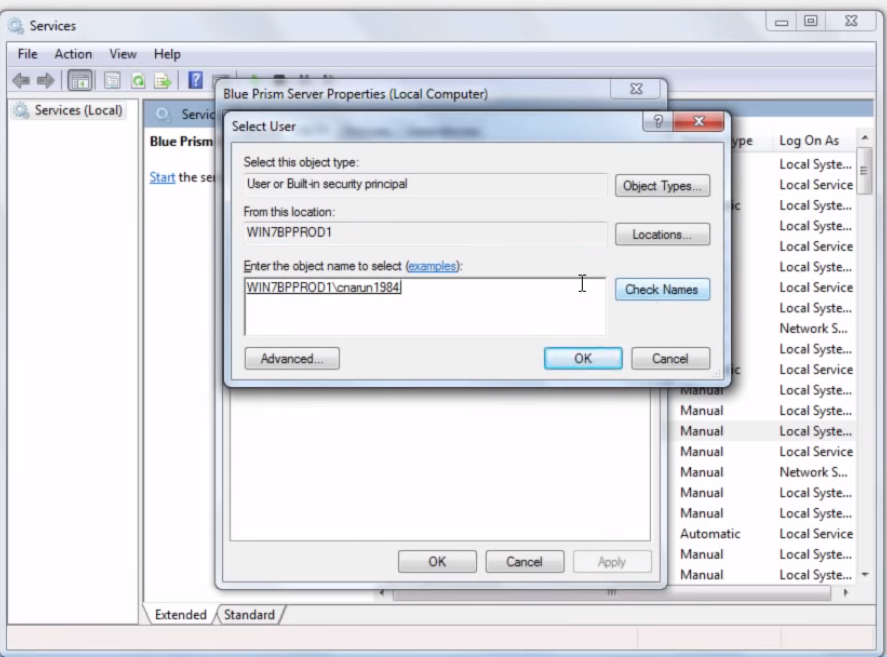 Services
File Action View Help
Services (Local)
Servic
Blue Prism
Start the ser
Blue Prism Server Properties (Local Computer)
Select User
Select this object type:
User or Built-in security principal
Object Types...
From this location:
WIN7BPPROD1
Locations...
Enter the object name to select (examples):
WIN7BPPROD1\cnarun1984
Check Names
Advanced...
OK
Cancel
OK
Cancel
Apply
ype Log On As
Local Syste...
Local Service
ic Local Syste...
Local Syste...
Local Service
Local Syste...
Local Service
Local Syste...
Network S...
Local Syste...
ic Local Service
Manual Local Syste...
Manual Local Syste...
Manual Local Syste...
Manual Local Service
Manual Network S...
Manual Local Syste...
Manual Local Syste...
Automatic Local Service
Manual Local Syste...
Manual Local Syste...
Extended Standard